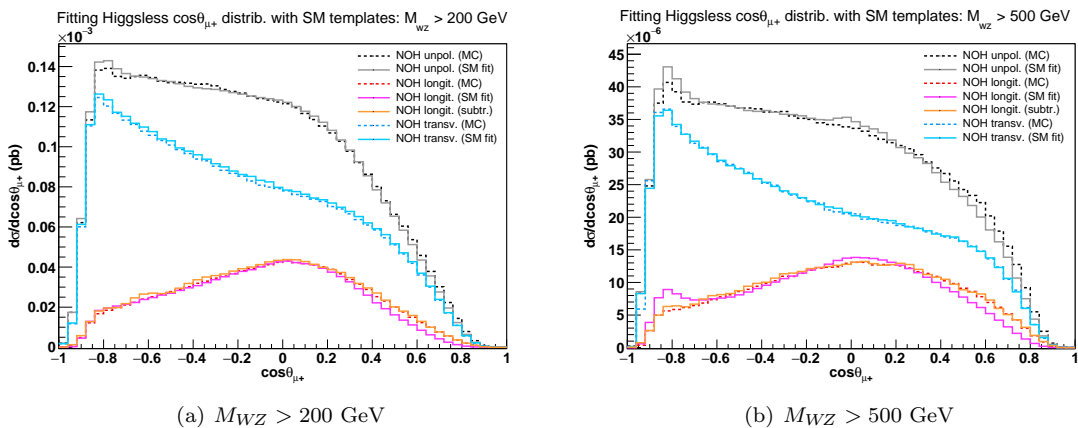 Fitting Higgsless cosθμ+ distrib. with SM templates: Mwz > 200 GeV
×10⁻³
NOH unpol. (MC)
NOH unpol. (SM fit)
NOH longit. (MC)
NOH longit. (SM fit)
NOH longit. (subtr.)
NOH transv. (MC)
NOH transv. (SM fit)
dσ/dcosθμ+ (pb)
0.14
0.12
0.1
0.08
0.06
0.04
0.02
0
−1 −0.8 −0.6 −0.4 −0.2 0 0.2 0.4 0.6 0.8 1
cosθμ+
(a) MWZ > 200 GeV
Fitting Higgsless cosθμ+ distrib. with SM templates: Mwz > 500 GeV
×10⁻⁶
NOH unpol. (MC)
NOH unpol. (SM fit)
NOH longit. (MC)
NOH longit. (SM fit)
NOH longit. (subtr.)
NOH transv. (MC)
NOH transv. (SM fit)
dσ/dcosθμ+ (pb)
45
40
35
30
25
20
15
10
5
0
−1 −0.8 −0.6 −0.4 −0.2 0 0.2 0.4 0.6 0.8 1
cosθμ+
(b) MWZ > 500 GeV